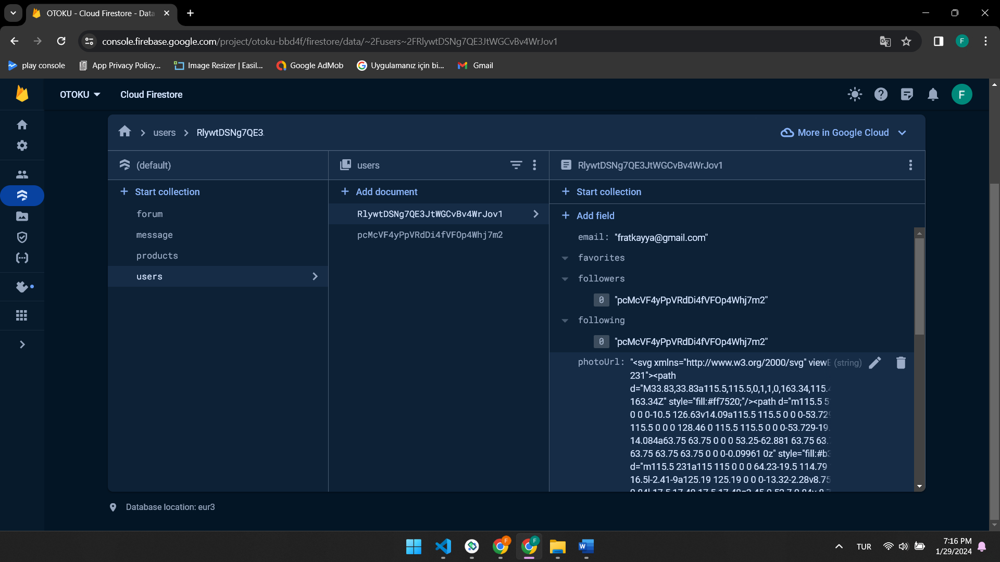 OTOKU - Cloud Firestore - Data
console.firebase.google.com/project/otoku-bbd4f/firestore/data/~2Fusers~2FRlywtDSNg7QE3JtWGCvBv4WrJov1
F
play console
App Privacy Policy...
Image Resizer | Easil...
Google AdMob
Uygulamanız için bi...
Gmail
OTOKU
Cloud Firestore
F
users
RlywtDSNg7QE3
More in Google Cloud
(default)
users
RlywtDSNg7QE3JtWGCvBv4WrJov1
Start collection
Add document
Start collection
forum
message
products
users
RlywtDSNg7QE3JtWGCvBv4WrJov1
pcMcVF4yPpVRdDi4fVFOp4Whj7m2
Add field
email: "fratkayya@gmail.com"
favorites
followers
0 "pcMcVF4yPpVRdDi4fVFOp4Whj7m2"
following
0 "pcMcVF4yPpVRdDi4fVFOp4Whj7m2"
photoUrl: "<svg xmlns="http://www.w3.org/2000/svg" view (string)
231"><path
d="M33.83,33.83a115.5,115.5,0,1,1,0,163.34,115.
163.34Z" style="fill:#ff7520;"/><path d="m115.5 5
0 0 0-10.5 126.63v14.09a115.5 115.5 0 0 0-53.729
115.5 0 0 0 128.46 0 115.5 115.5 0 0 0-53.729-19.
14.084a63.75 63.75 0 0 0 53.25-62.881 63.75 63.
63.75 63.75 63.75 0 0 0-0.09961 0z" style="fill:#b
d="m115.5 231a115 115 0 0 0 64.23-19.5 114.79
16.5l-2.41-9a125.19 125.19 0 0 0-13.32-2.28v8.75
Database location: eur3
F
F
W
TUR
7:16 PM
1/29/2024